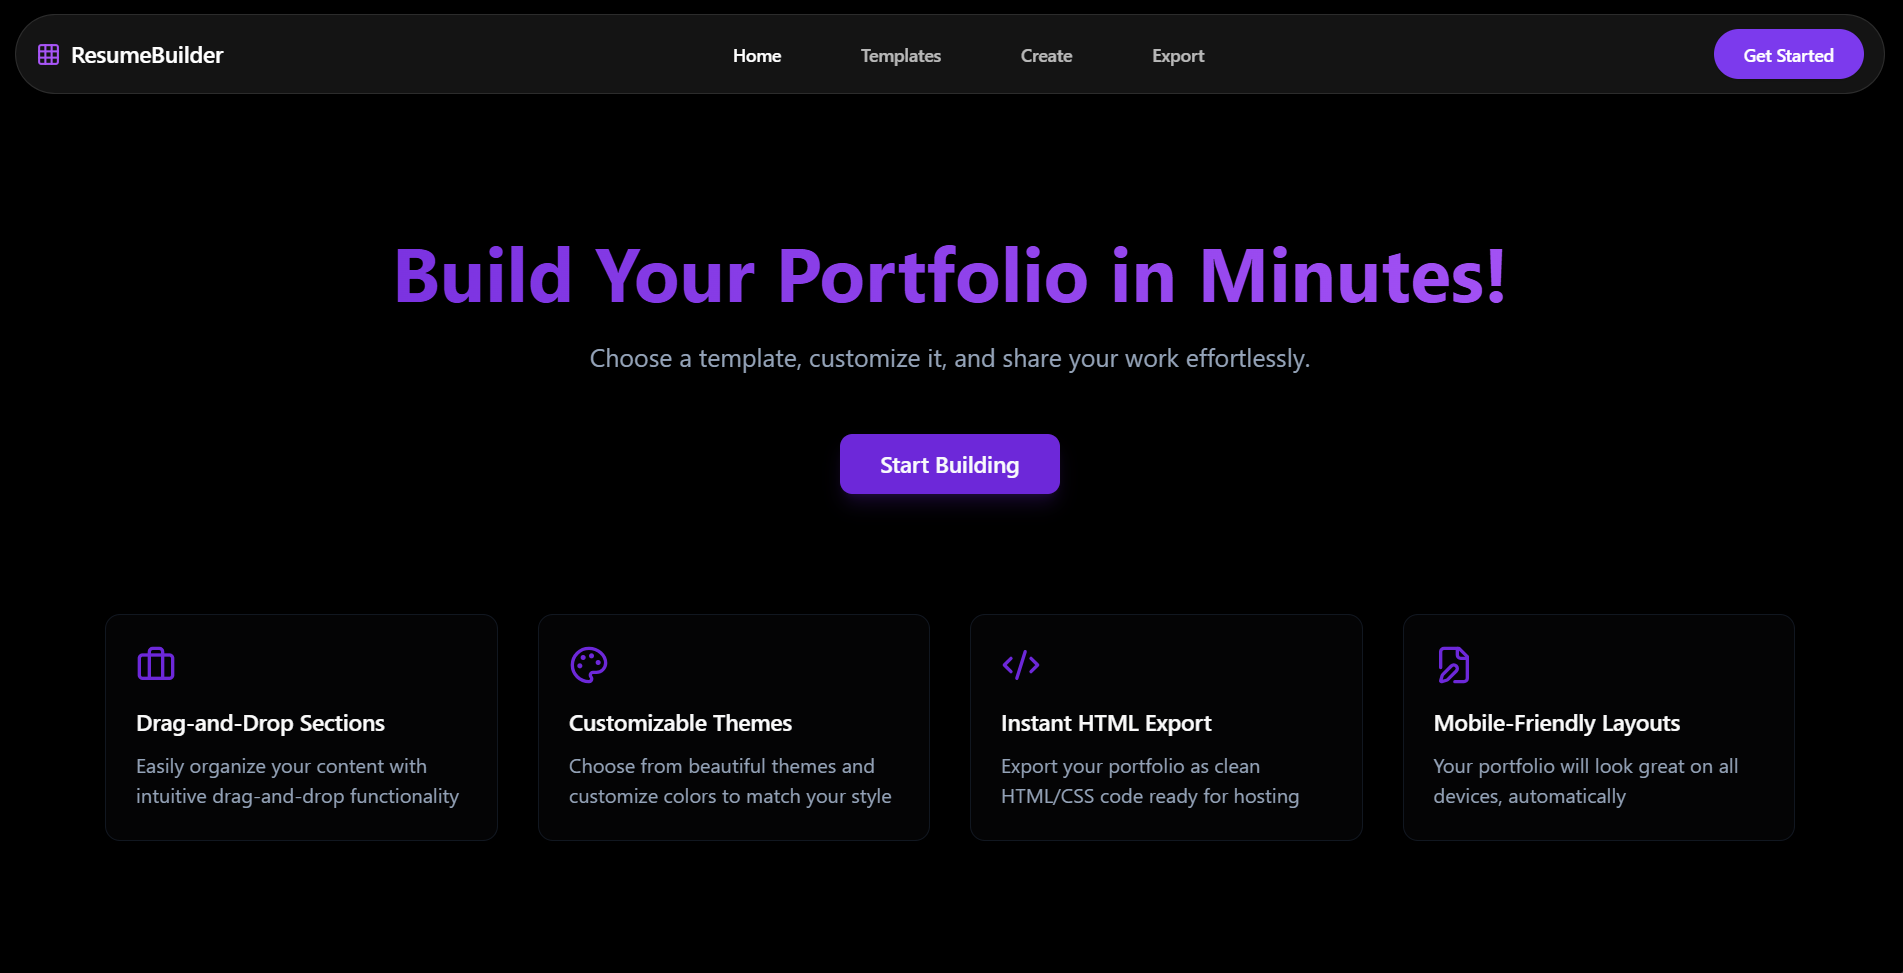 ResumeBuilder
Home
Templates
Create
Export
Get Started
Build Your Portfolio in Minutes!
Choose a template, customize it, and share your work effortlessly.
Start Building
Drag-and-Drop Sections
Easily organize your content with
intuitive drag-and-drop functionality
Customizable Themes
Choose from beautiful themes and
customize colors to match your style
Instant HTML Export
Export your portfolio as clean
HTML/CSS code ready for hosting
Mobile-Friendly Layouts
Your portfolio will look great on all
devices, automatically